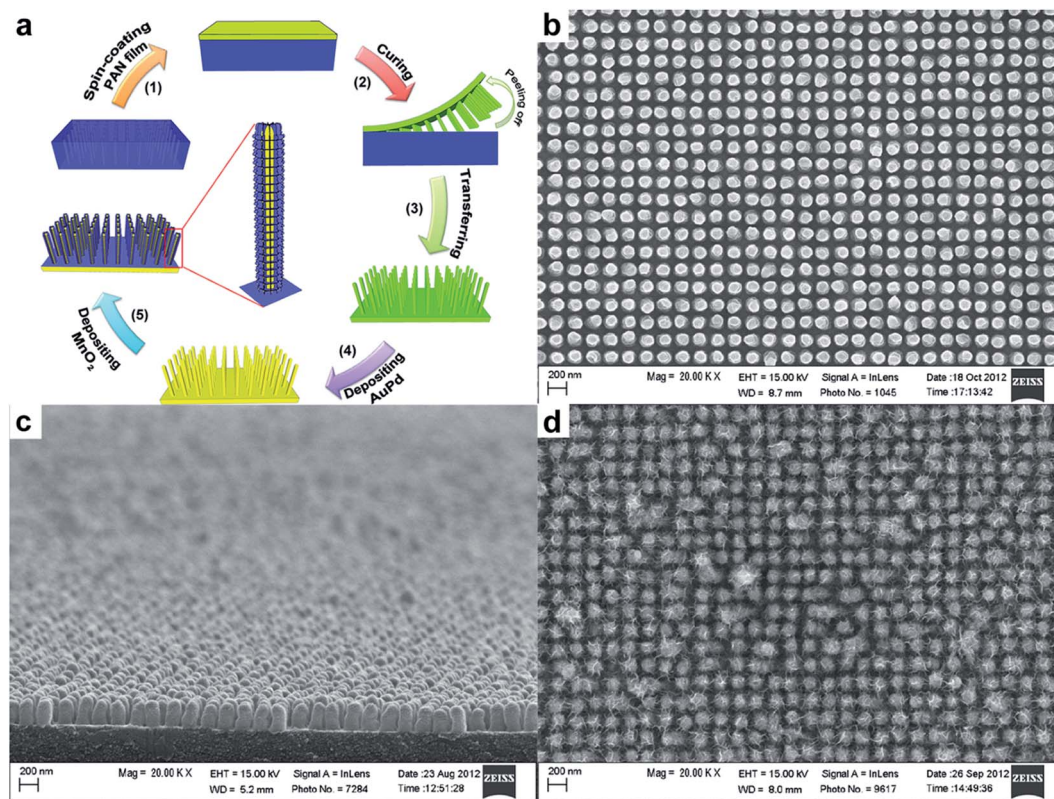 a
Spin-coating
PAN film
(1)
(2)
Curing
Peeling off
(3)
Transferring
(4)
Depositing
AuPd
(5)
Depositing
MnO2
b
200 nm
Mag = 20.00 K X
EHT = 15.00 kV
Signal A = InLens
Date :18 Oct 2012
WD = 8.7 mm
Photo No. = 1045
Time :17:13:42
ZEISS
c
200 nm
Mag = 20.00 K X
EHT = 15.00 kV
Signal A = InLens
Date :23 Aug 2012
WD = 5.2 mm
Photo No. = 7284
Time :12:51:28
ZEISS
d
200 nm
Mag = 20.00 K X
EHT = 15.00 kV
Signal A = InLens
Date :26 Sep 2012
WD = 8.0 mm
Photo No. = 9617
Time :14:49:36
ZEISS